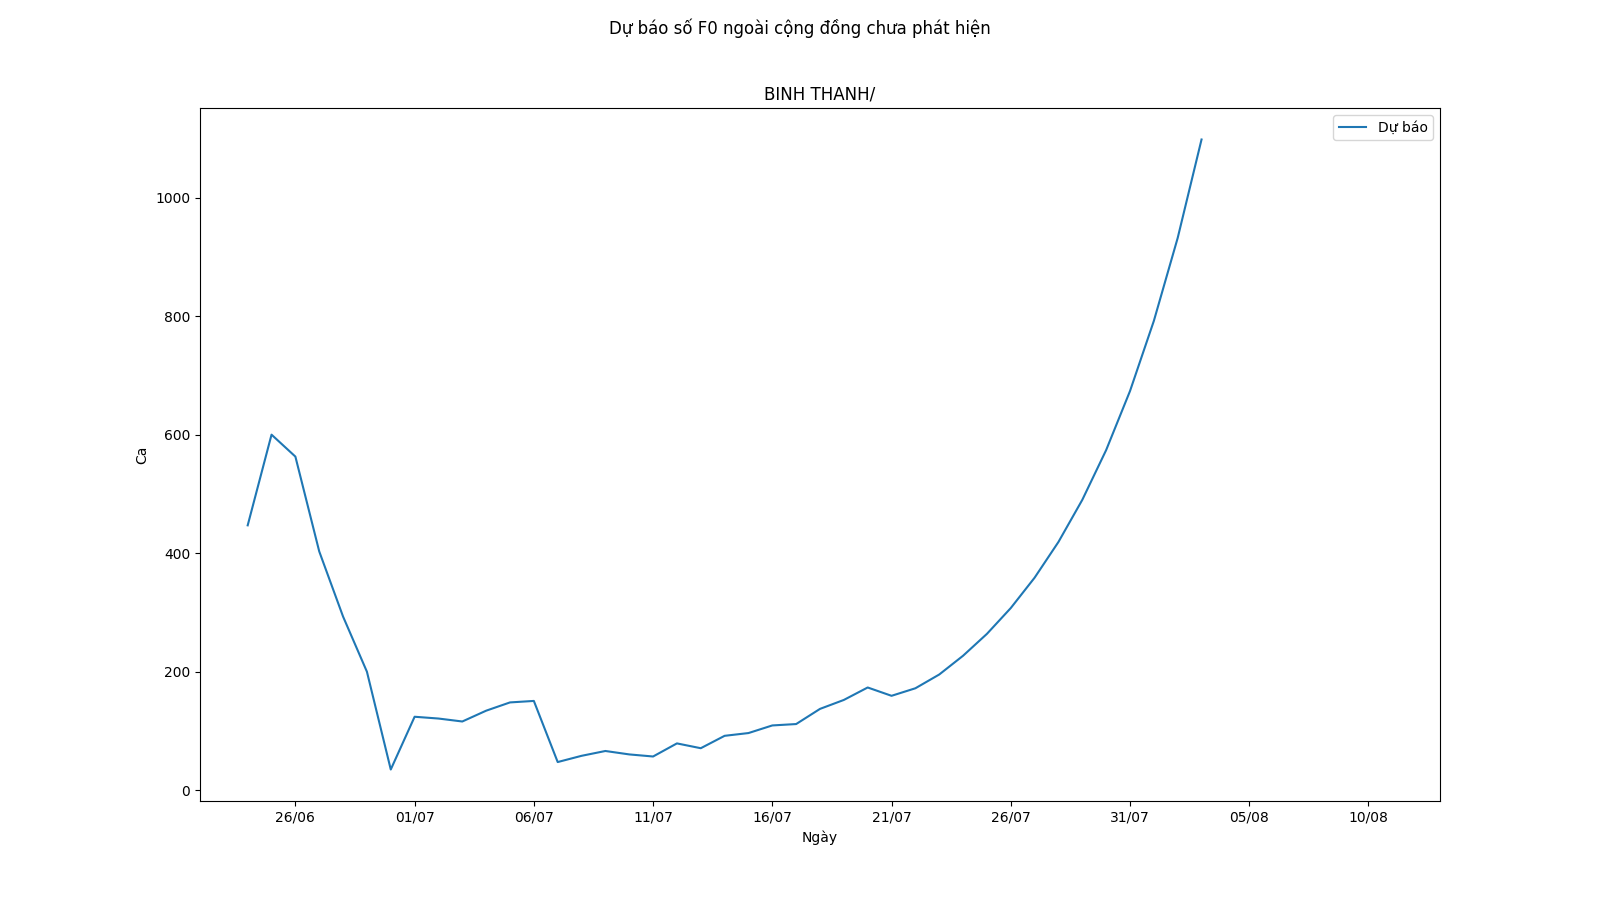 Dự báo số F0 ngoài cộng đồng chưa phát hiện
BINH THANH/
Dự báo
1000
800
600
400
200
0
Ca
26/06 01/07 06/07 11/07 16/07 21/07 26/07 31/07 05/08 10/08
Ngày